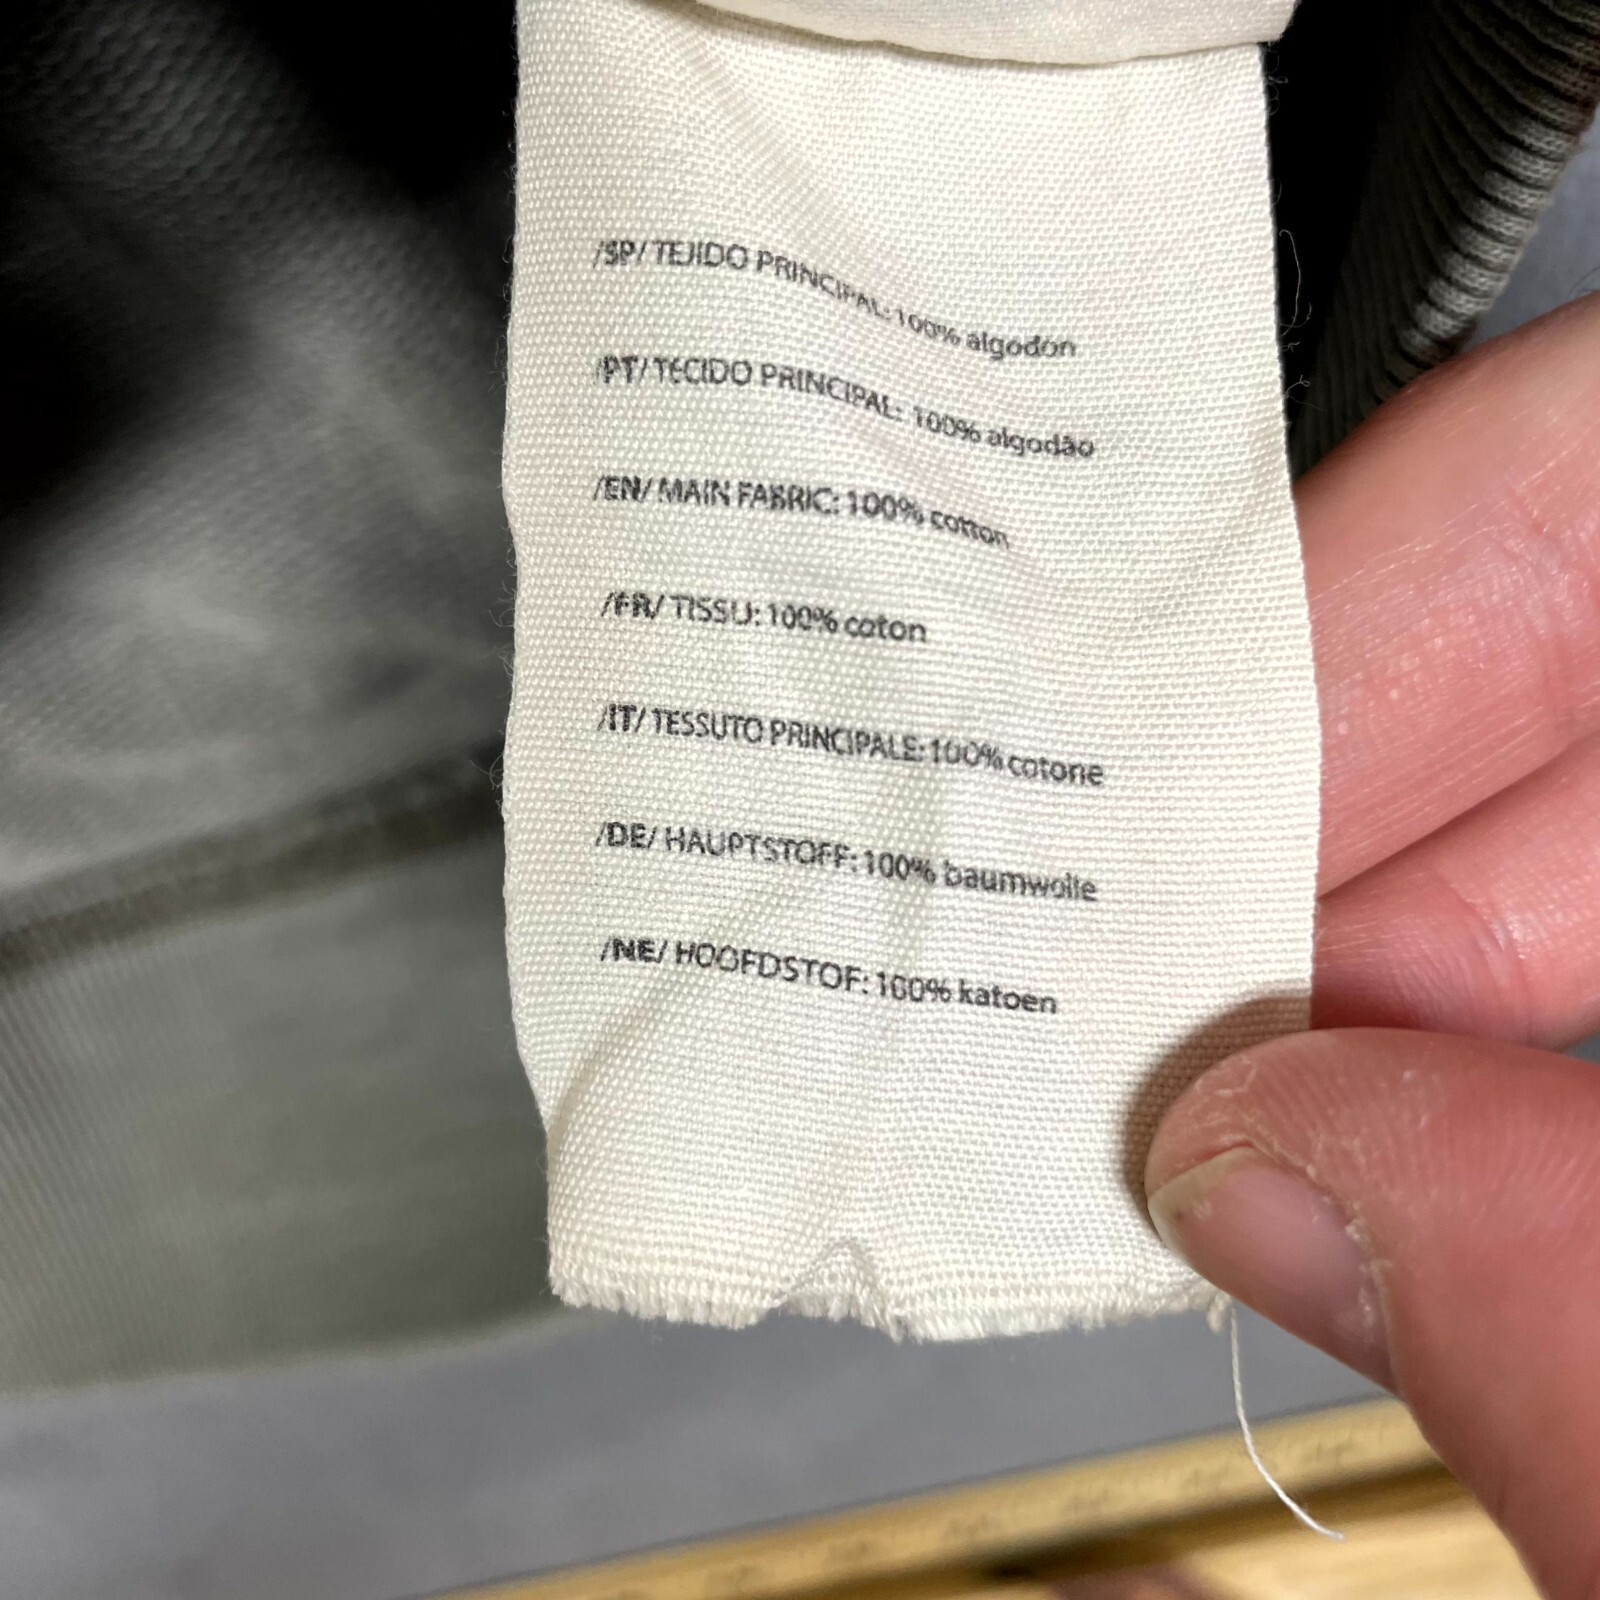 /SP/ TEJIDO PRINCIPAL: 100% algodón
/PT/ TECIDO PRINCIPAL: 100% algodão
/EN/ MAIN FABRIC: 100% cotton
/FR/ TISSU: 100% coton
/IT/ TESSUTO PRINCIPALE: 100% cotone
/DE/ HAUPTSTOFF: 100% baumwolle
/NE/ HOOFDSTOF: 100% katoen